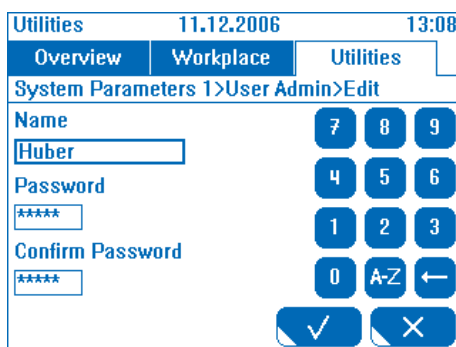 Utilities 11.12.2006 13:08
Overview Workplace Utilities
System Parameters 1>User Admin>Edit
Name
7 8 9
Huber
4 5 6
Password
*****
1 2 3
Confirm Password
0 A-Z ←
*****
✓ ✕